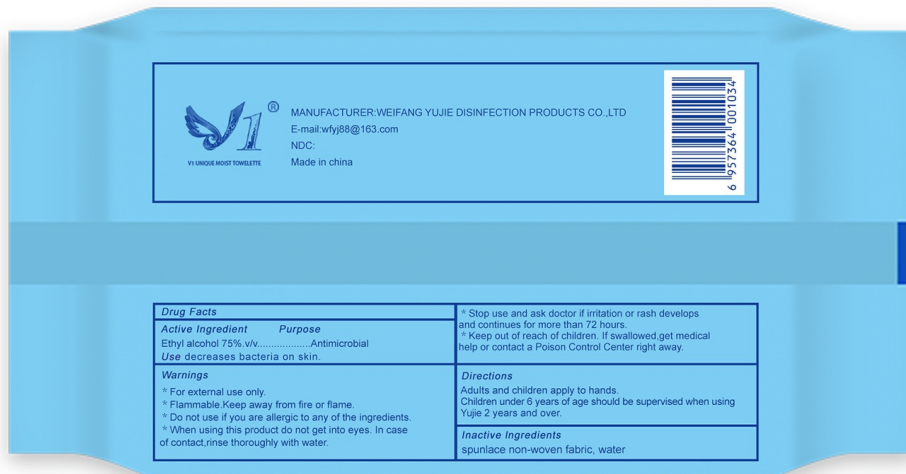 V1®
V1 UNIQUE MOIST TOWELETTE
MANUFACTURER:WEIFANG YUJIE DISINFECTION PRODUCTS CO.,LTD
E-mail:wfyj88@163.com
NDC:
Made in china
6 957364 001034
Drug Facts
Active Ingredient Purpose
Ethyl alcohol 75%.v/v...................Antimicrobial
Use decreases bacteria on skin.
Warnings
* For external use only.
* Flammable.Keep away from fire or flame.
* Do not use if you are allergic to any of the ingredients.
* When using this product do not get into eyes. In case
of contact,rinse thoroughly with water.
* Stop use and ask doctor if irritation or rash develops
and continues for more than 72 hours.
* Keep out of reach of children. If swallowed,get medical
help or contact a Poison Control Center right away.
Directions
Adults and children apply to hands.
Children under 6 years of age should be supervised when using
Yujie 2 years and over.
Inactive Ingredients
spunlace non-woven fabric, water